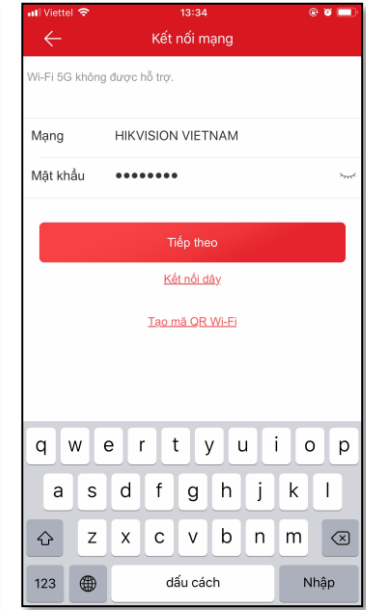 Viettel 13:34
Kết nối mạng
Wi-Fi 5G không được hỗ trợ.
Mạng HIKVISION VIETNAM
Mật khẩu ••••••••
Tiếp theo
Kết nối dây
Tạo mã QR Wi-Fi
q w e r t y u i o p
a s d f g h j k l
z x c v b n m
123 dấu cách Nhập